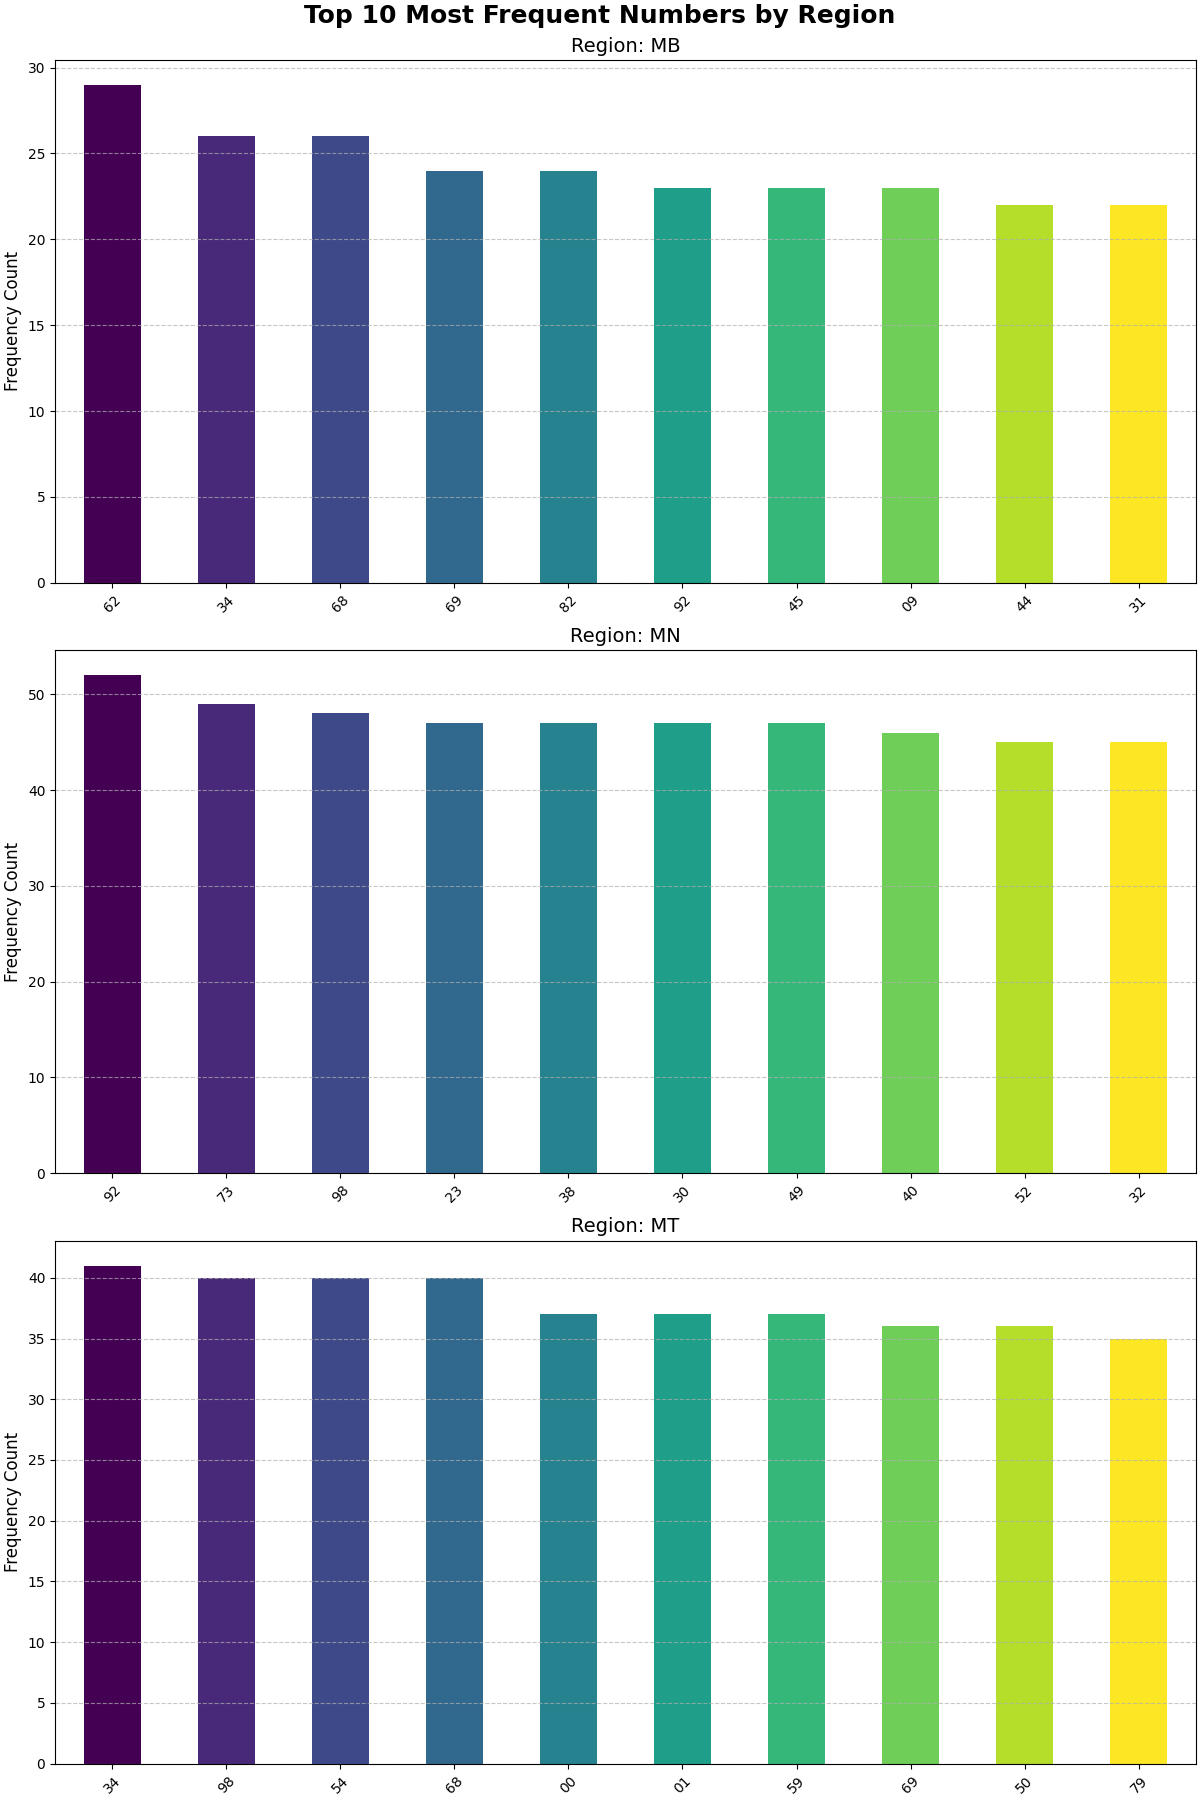 Top 10 Most Frequent Numbers by Region
Region: MB
Frequency Count
30
25
20
15
10
5
0
62 34 68 69 82 92 45 09 44 31
Region: MN
Frequency Count
50
40
30
20
10
0
92 73 98 23 38 30 49 40 52 32
Region: MT
Frequency Count
40
35
30
25
20
15
10
5
0
34 98 54 68 00 01 59 69 50 79